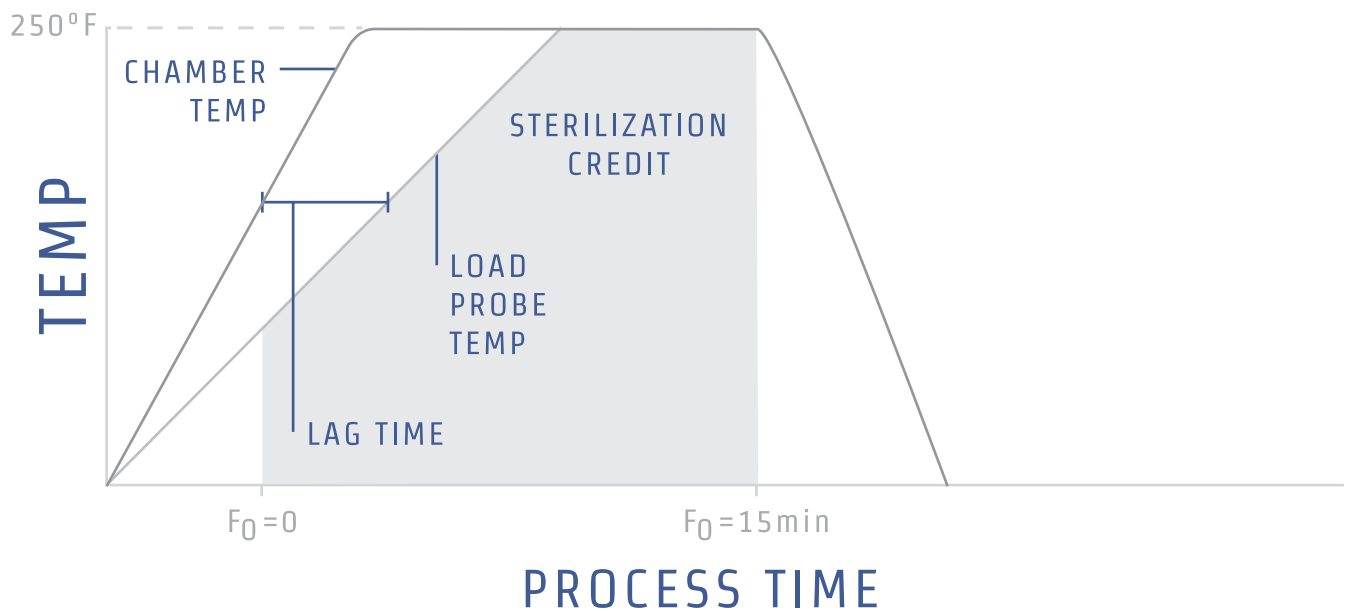 250°F
CHAMBER
TEMP
STERILIZATION
CREDIT
TEMP
LOAD
PROBE
TEMP
LAG TIME
F₀=0
F₀=15min
PROCESS TIME